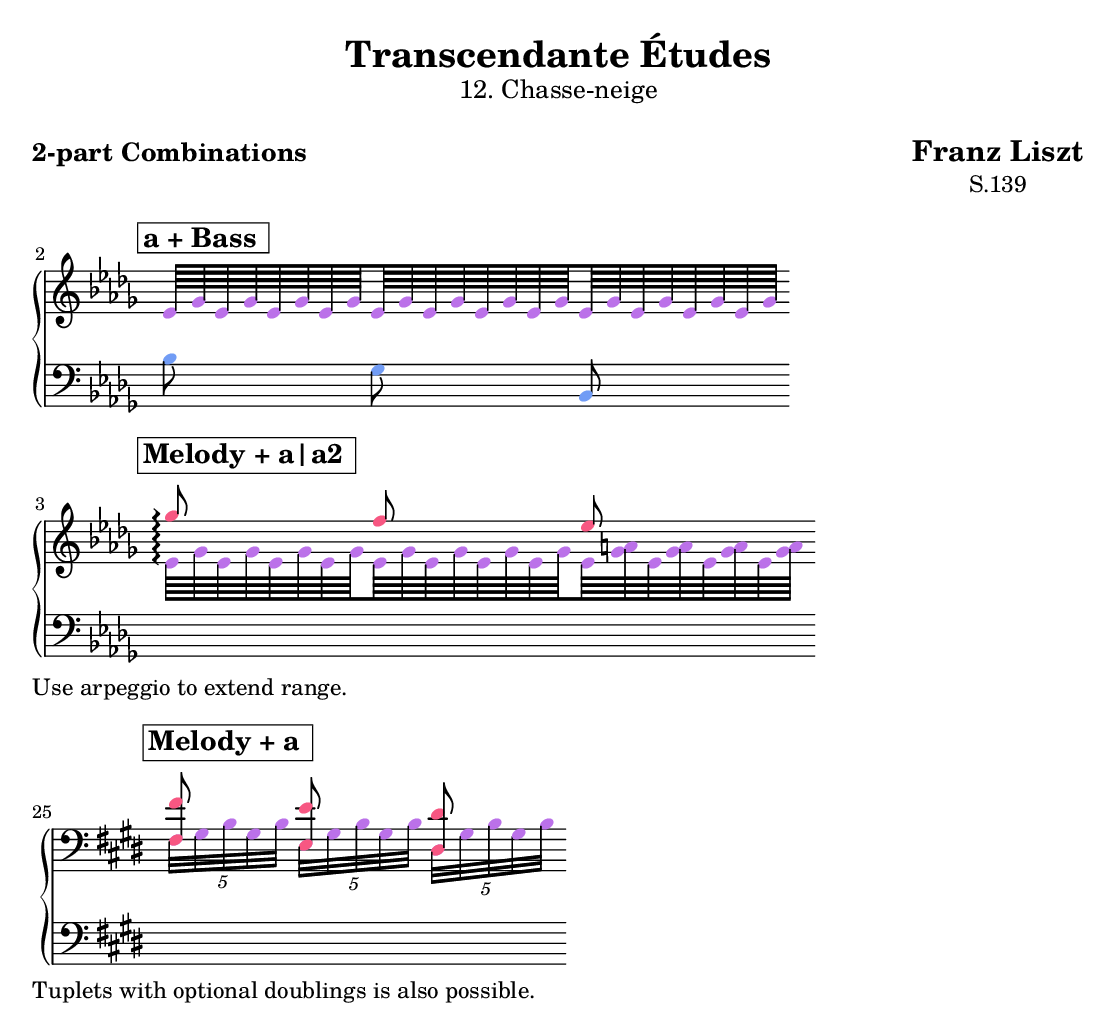 Transcendante Études
12. Chasse-neige
2-part Combinations
Franz Liszt
S.139
a + Bass
2
Melody + a|a2
3
Use arpeggio to extend range.
Melody + a
25
5 5 5
Tuplets with optional doublings is also possible.